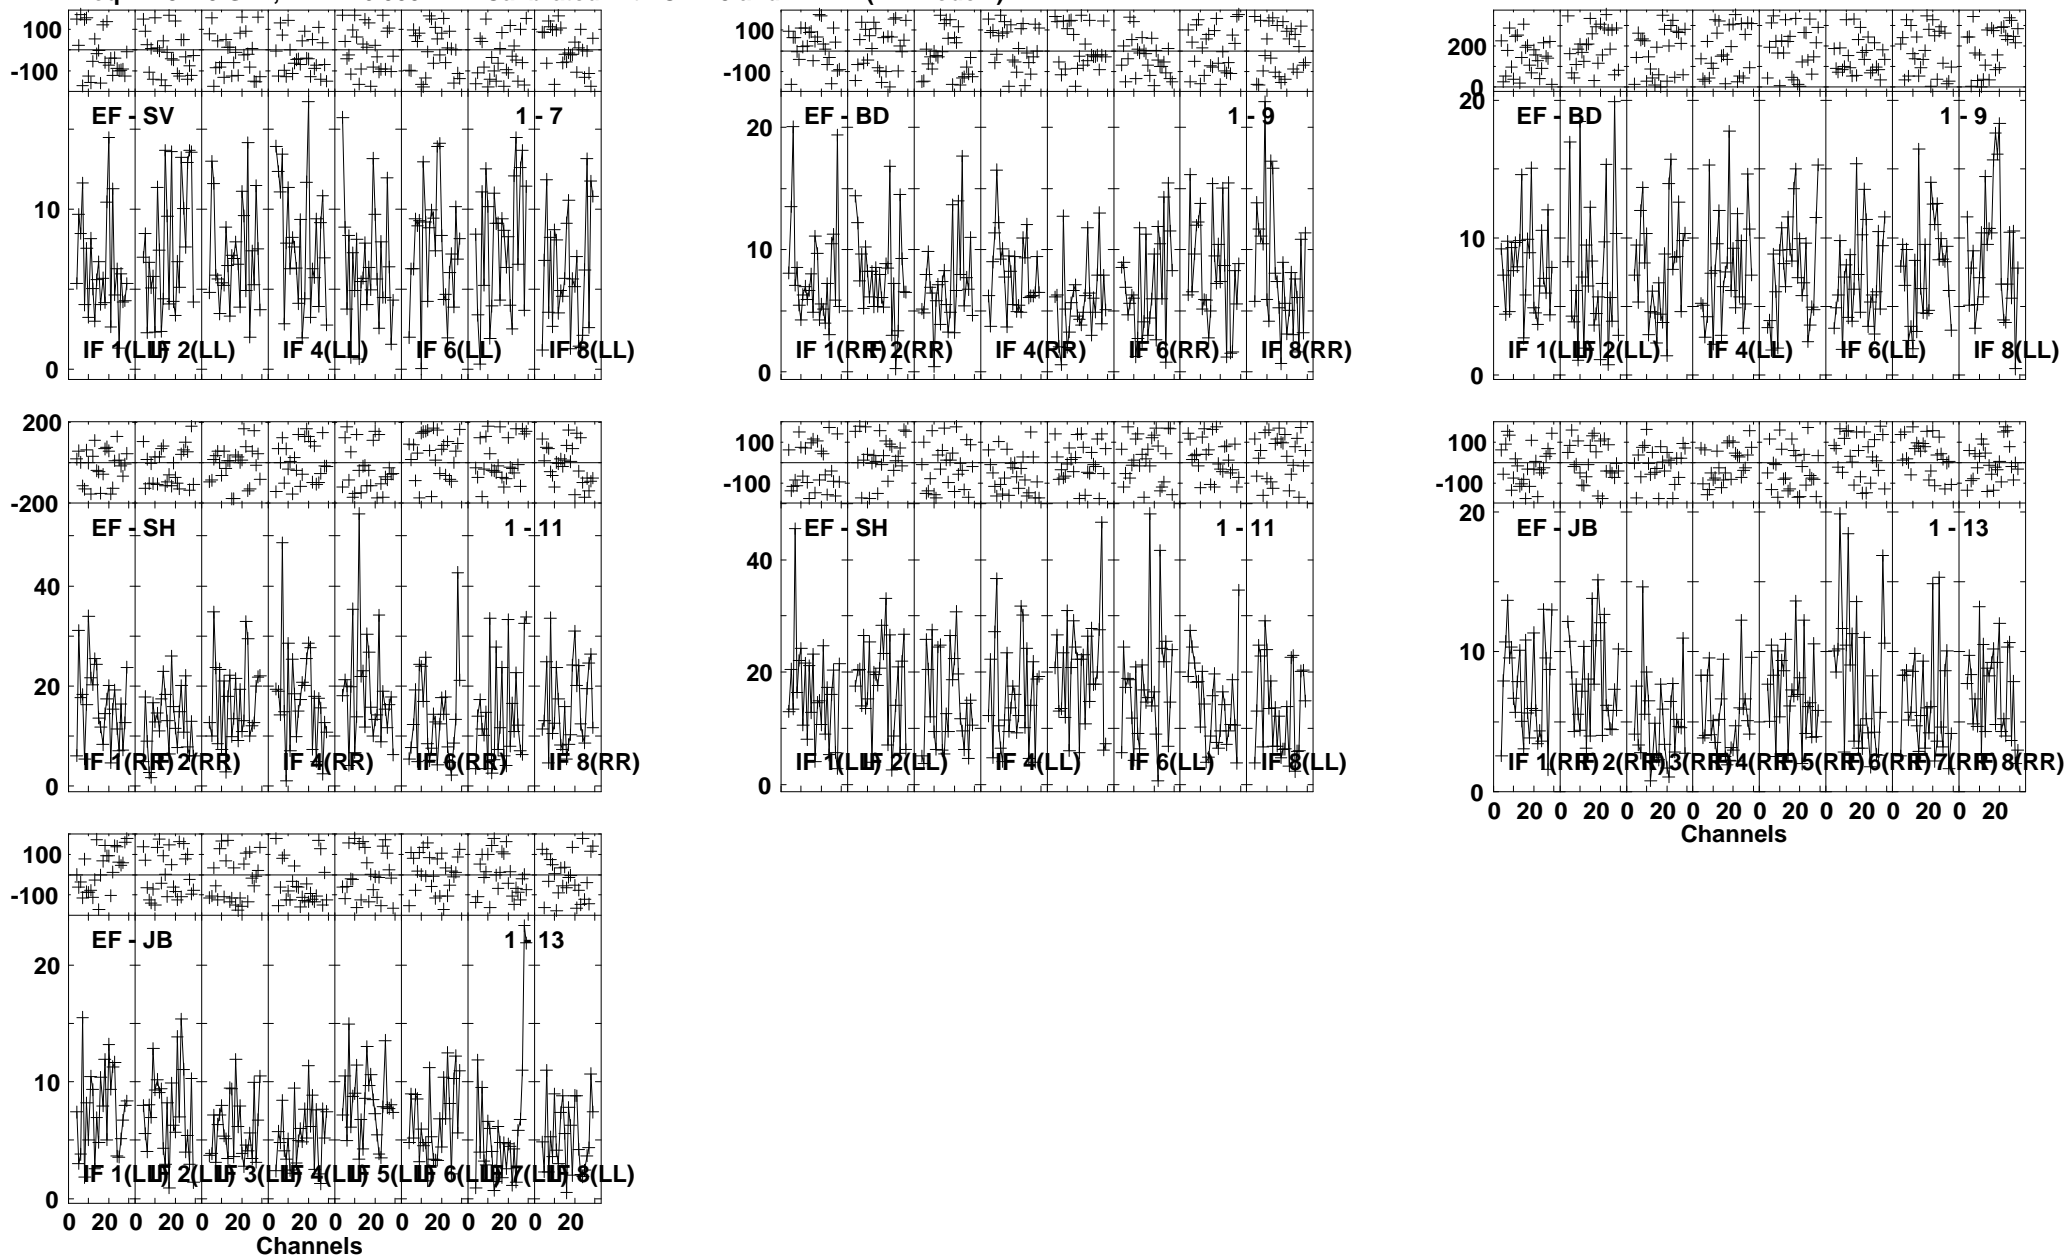 100
-100
EF - SV
1 - 7
10
0
IF 1(LL)
IF 2(LL)
IF 4(LL)
IF 6(LL)
IF 8(LL)
100
-100
EF - BD
1 - 9
20
10
0
IF 1(RR)
IF 2(RR)
IF 4(RR)
IF 6(RR)
IF 8(RR)
200
0
EF - BD
1 - 9
20
10
0
IF 1(LL)
IF 2(LL)
IF 4(LL)
IF 6(LL)
IF 8(LL)
200
-200
EF - SH
1 - 11
40
20
0
IF 1(RR)
IF 2(RR)
IF 4(RR)
IF 6(RR)
IF 8(RR)
100
-100
EF - SH
1 - 11
40
20
0
IF 1(LL)
IF 2(LL)
IF 4(LL)
IF 6(LL)
IF 8(LL)
100
-100
EF - JB
1 - 13
20
10
0
IF 1(RR)
IF 2(RR)
IF 3(RR)
IF 4(RR)
IF 5(RR)
IF 6(RR)
IF 7(RR)
IF 8(RR)
0 20 0 20 0 20 0 20 0 20 0 20 0 20 0 20
Channels
100
-100
EF - JB
1 - 13
20
10
0
IF 1(LL)
IF 2(LL)
IF 3(LL)
IF 4(LL)
IF 5(LL)
IF 6(LL)
IF 7(LL)
IF 8(LL)
0 20 0 20 0 20 0 20 0 20 0 20 0 20 0 20
Channels